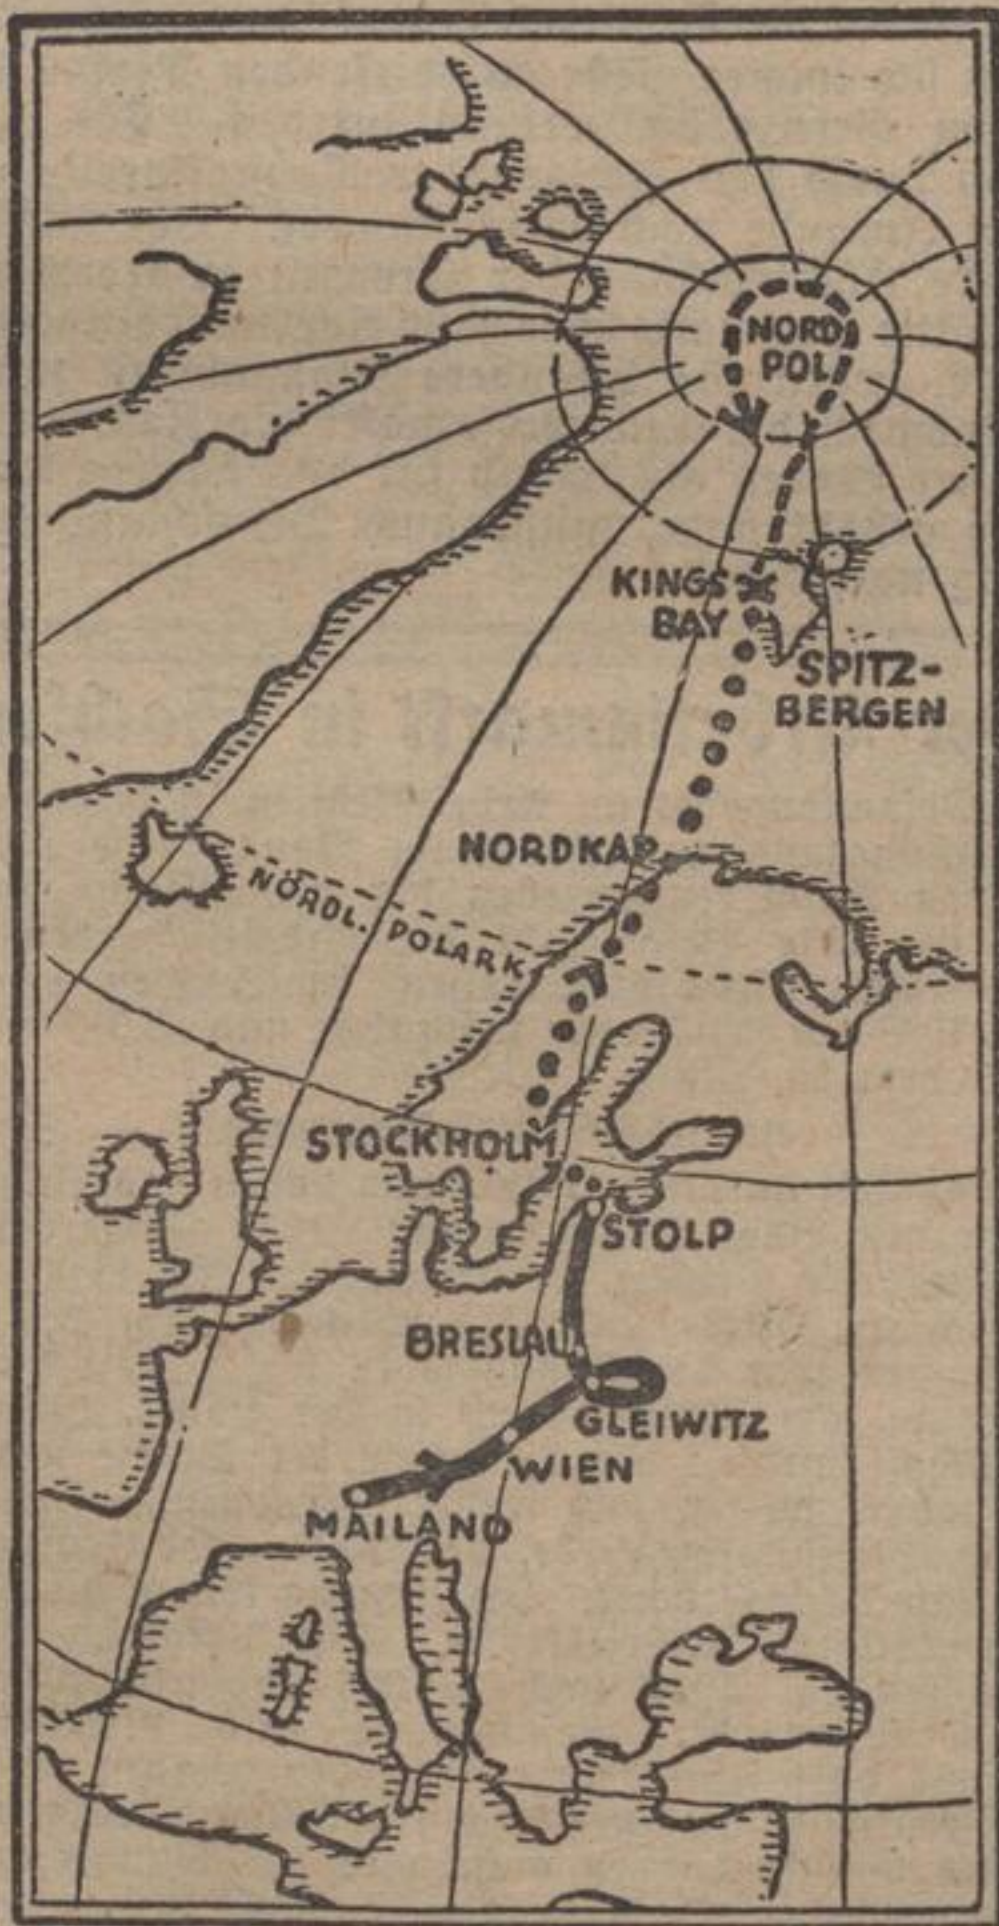 NORD
POL
KINGS
BAY
SPITZ-
BERGEN
NORDKAP
NÖRDL. POLARK.
STOCKHOLM
STOLP
BRESLAU
GLEIWITZ
WIEN
MAILAND